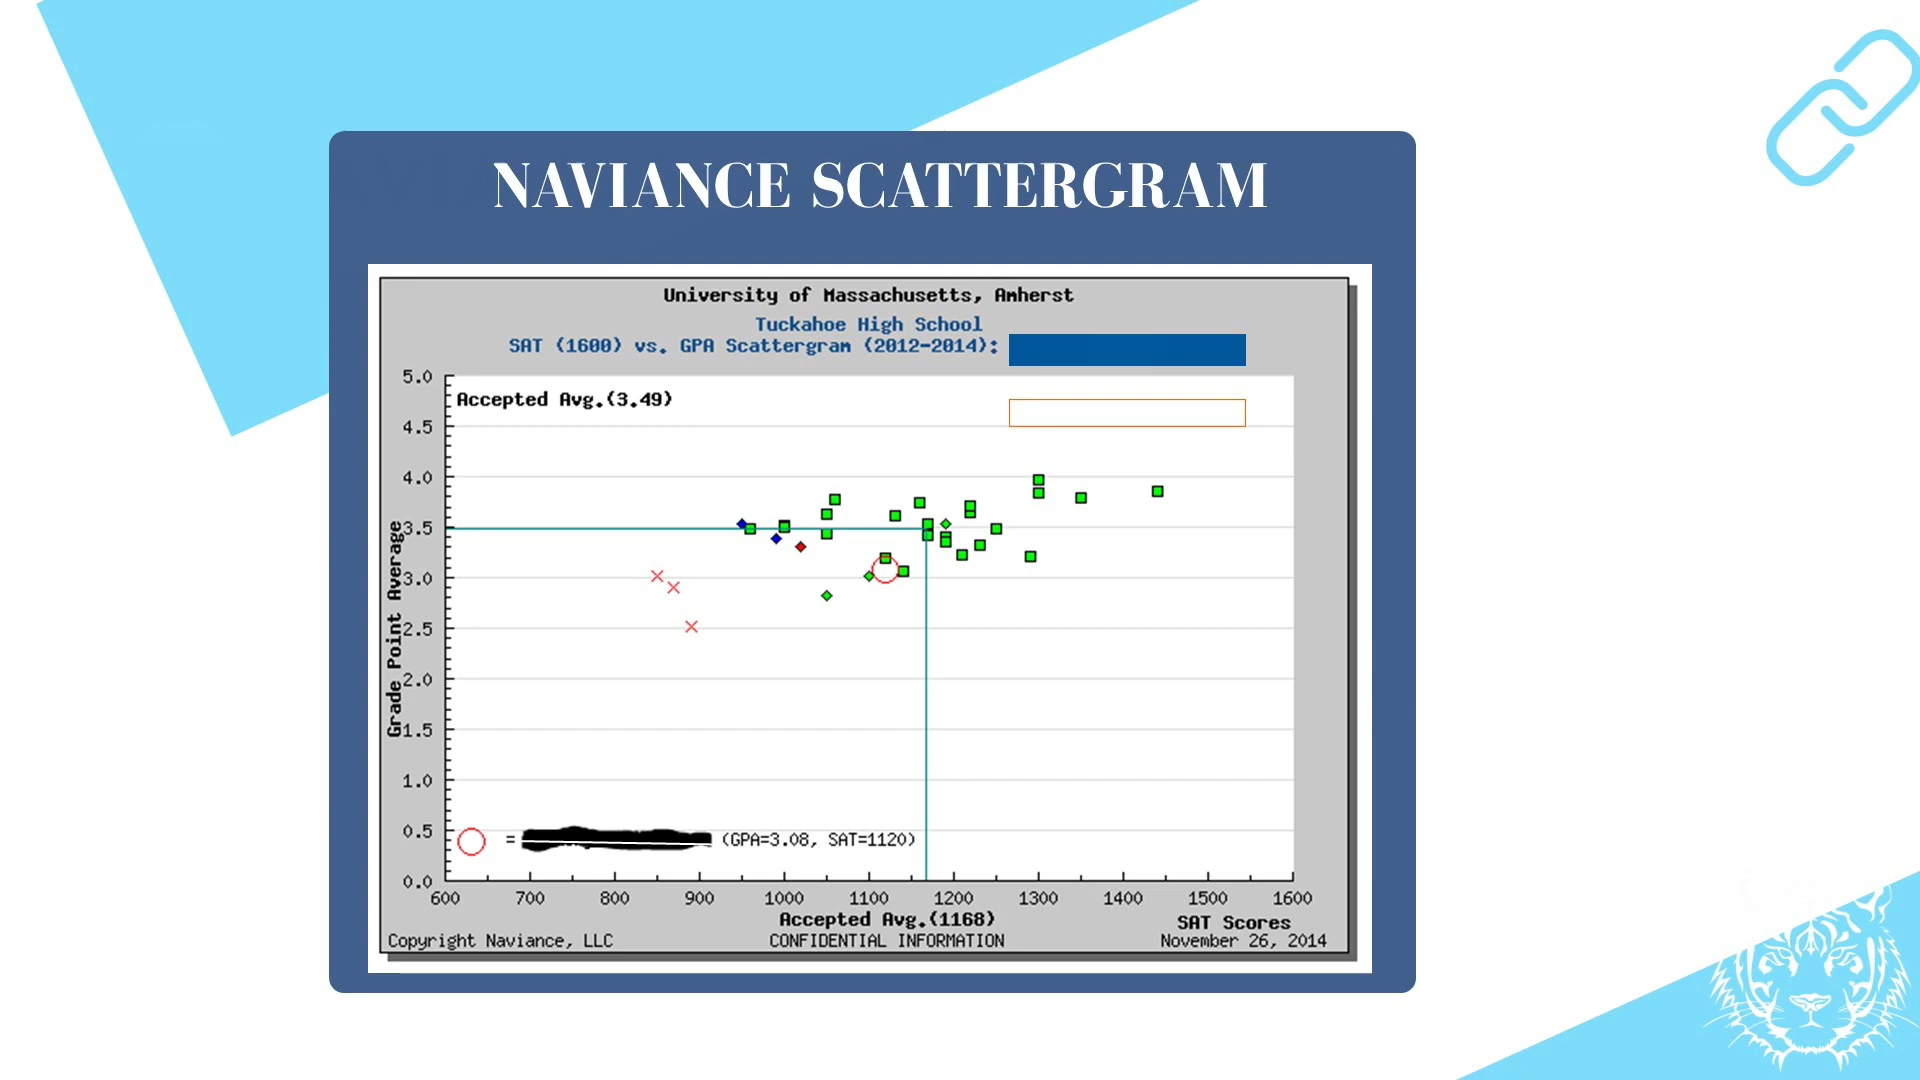 NAVIANCE SCATTERGRAM
University of Massachusetts, Amherst
Tuckahoe High School
SAT (1600) vs. GPA Scattergram (2012-2014):
5.0
Accepted Avg.(3.49)
4.5
4.0
3.5
3.0
2.5
2.0
1.5
1.0
0.5
0.0
Grade Point Average
= (GPA=3.08, SAT=1120)
600 700 800 900 1000 1100 1200 1300 1400 1500 1600
Accepted Avg.(1168)
SAT Scores
Copyright Naviance, LLC
CONFIDENTIAL INFORMATION
November 26, 2014